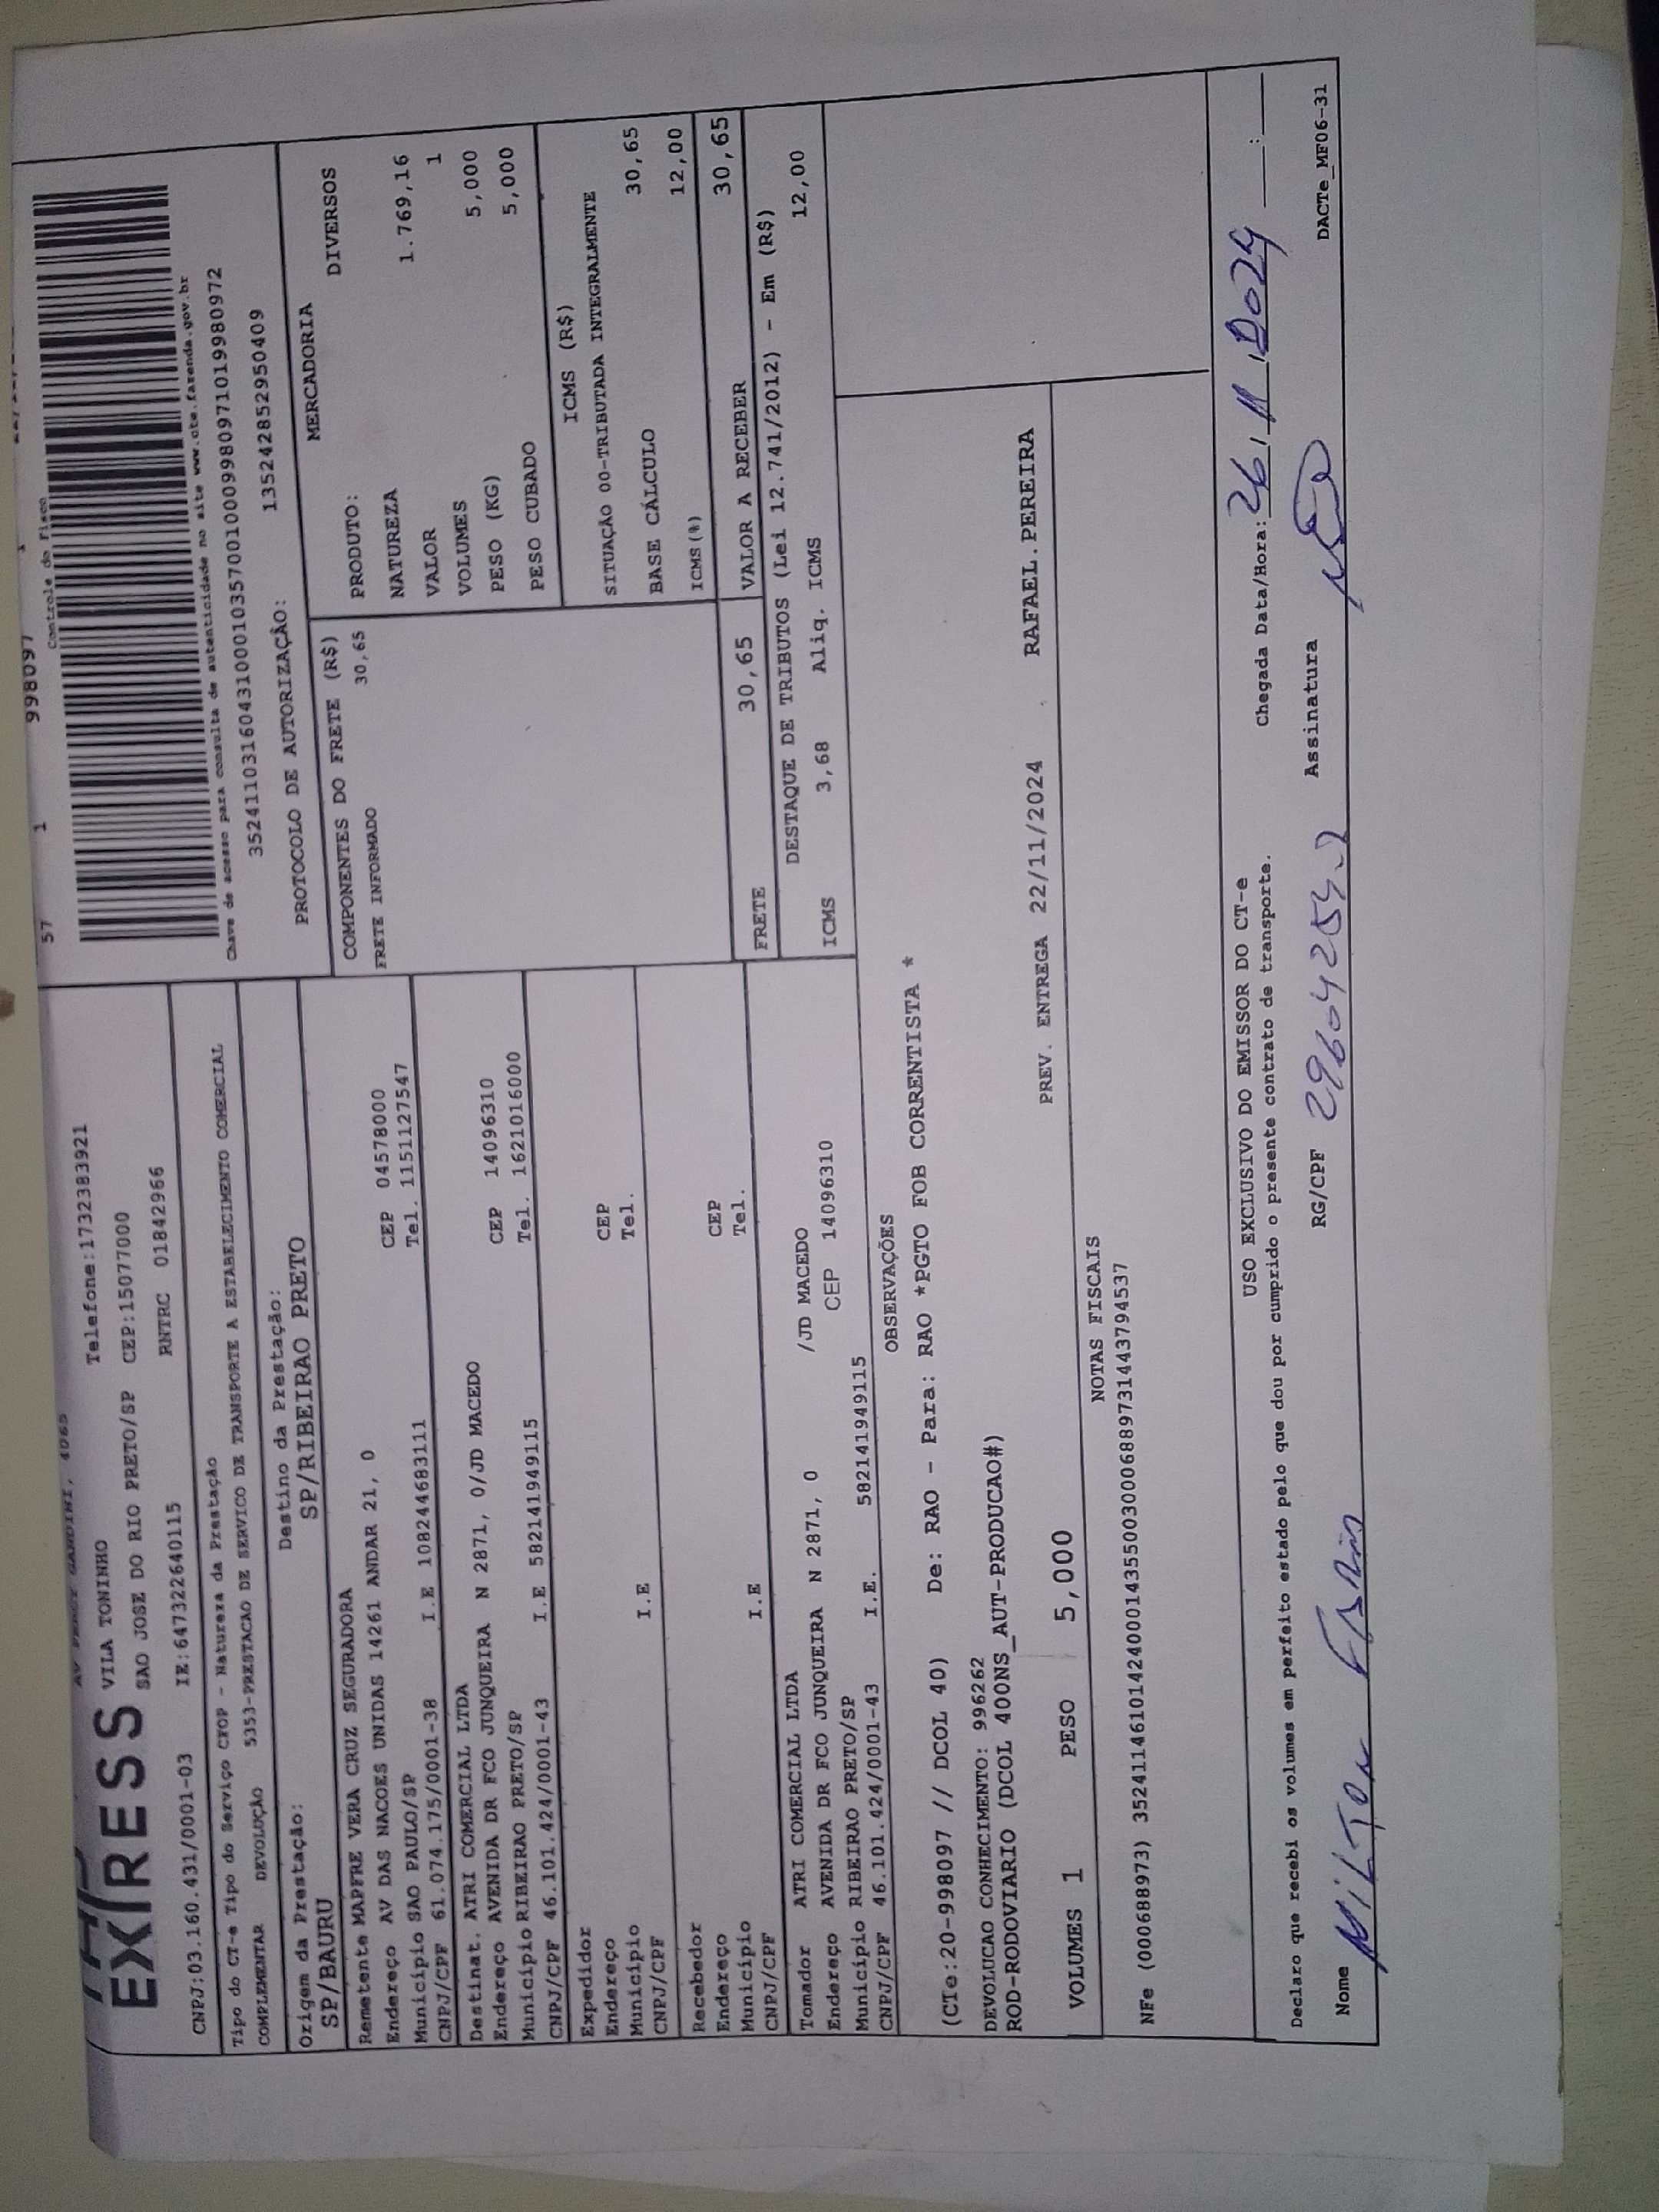 EXPRESS
VILA TONINHO
Telefone:1732383921
SAO JOSE DO RIO PRETO/SP CEP:15077000
CNPJ:03.160.431/0001-03 IE:647322640115 RNTRC 01842966
57 1 998097
Controle do Fisco
Chave de acesso para consulta de autenticidade no site www.cte.fazenda.gov.br
35241103160431000103570010009980971019980972
PROTOCOLO DE AUTORIZAÇÃO: 135242852950409
Tipo do CT-e Tipo do Serviço CFOP - Natureza da Prestação
COMPLEMENTAR DEVOLUÇÃO 5353-PRESTACAO DE SERVICO DE TRANSPORTE A ESTABELECIMENTO COMERCIAL
Origem da Prestação: Destino da Prestação:
SP/BAURU SP/RIBEIRAO PRETO
Remetente MAPFRE VERA CRUZ SEGURADORA
Endereço AV DAS NACOES UNIDAS 14261 ANDAR 21, 0 CEP 04578000
Município SAO PAULO/SP Tel. 1151127547
CNPJ/CPF 61.074.175/0001-38 I.E 108244683111
Destinat. ATRI COMERCIAL LTDA
Endereço AVENIDA DR FCO JUNQUEIRA N 2871, 0/JD MACEDO CEP 14096310
Município RIBEIRAO PRETO/SP Tel. 1621016000
CNPJ/CPF 46.101.424/0001-43 I.E 582141949115
Expedidor
Endereço CEP
Município Tel.
CNPJ/CPF I.E
Recebedor
Endereço CEP
Município Tel.
CNPJ/CPF I.E
Tomador ATRI COMERCIAL LTDA
Endereço AVENIDA DR FCO JUNQUEIRA N 2871, 0 /JD MACEDO
Município RIBEIRAO PRETO/SP CEP 14096310
CNPJ/CPF 46.101.424/0001-43 I.E. 582141949115
COMPONENTES DO FRETE (R$)
FRETE INFORMADO 30,65
MERCADORIA
PRODUTO: DIVERSOS
NATUREZA
VALOR 1.769,16
VOLUMES 1
PESO (KG) 5,000
PESO CUBADO 5,000
ICMS (R$)
SITUAÇÃO 00-TRIBUTADA INTEGRALMENTE
BASE CÁLCULO 30,65
ICMS(%) 12,00
FRETE 30,65 VALOR A RECEBER 30,65
DESTAQUE DE TRIBUTOS (Lei 12.741/2012) - Em (R$)
ICMS 3,68 Aliq. ICMS 12,00
OBSERVAÇÕES
(CTe:20-998097 // DCOL 40) De: RAO - Para: RAO *PGTO FOB CORRENTISTA *
DEVOLUCAO CONHECIMENTO: 996262
ROD-RODOVIARIO (DCOL 400NS_AUT-PRODUCAO#)
PREV. ENTREGA 22/11/2024 RAFAEL.PEREIRA
VOLUMES 1 PESO 5,000
NOTAS FISCAIS
NFe (000688973) 35241146101424000143550030006889731443794537
USO EXCLUSIVO DO EMISSOR DO CT-e
Chegada Data/Hora: 26/11/2024 ___:___
Declaro que recebi os volumes em perfeito estado pelo que dou por cumprido o presente contrato de transporte.
Nome Milton RG/CPF Assinatura
DACTe_MF06-31